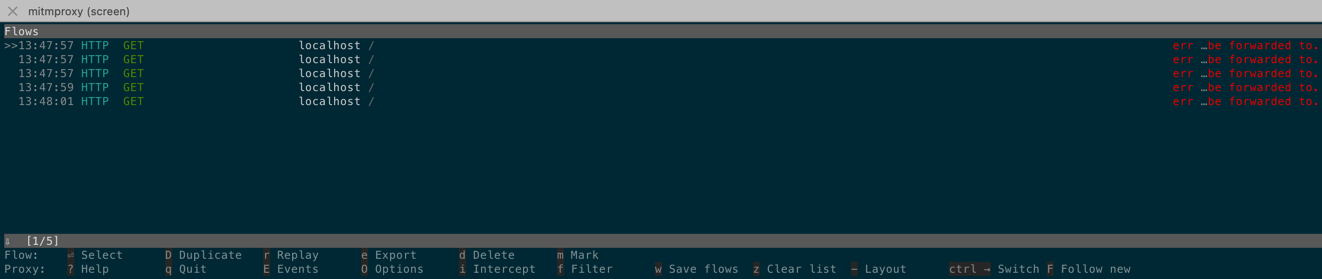 mitmproxy (screen)
Flows
>>13:47:57 HTTP GET localhost / err …be forwarded to.
13:47:57 HTTP GET localhost / err …be forwarded to.
13:47:57 HTTP GET localhost / err …be forwarded to.
13:47:59 HTTP GET localhost / err …be forwarded to.
13:48:01 HTTP GET localhost / err …be forwarded to.
⇩ [1/5]
Flow: ⏎ Select D Duplicate r Replay e Export d Delete m Mark
Proxy: ? Help q Quit E Events O Options i Intercept f Filter w Save flows z Clear list - Layout ctrl → Switch F Follow new